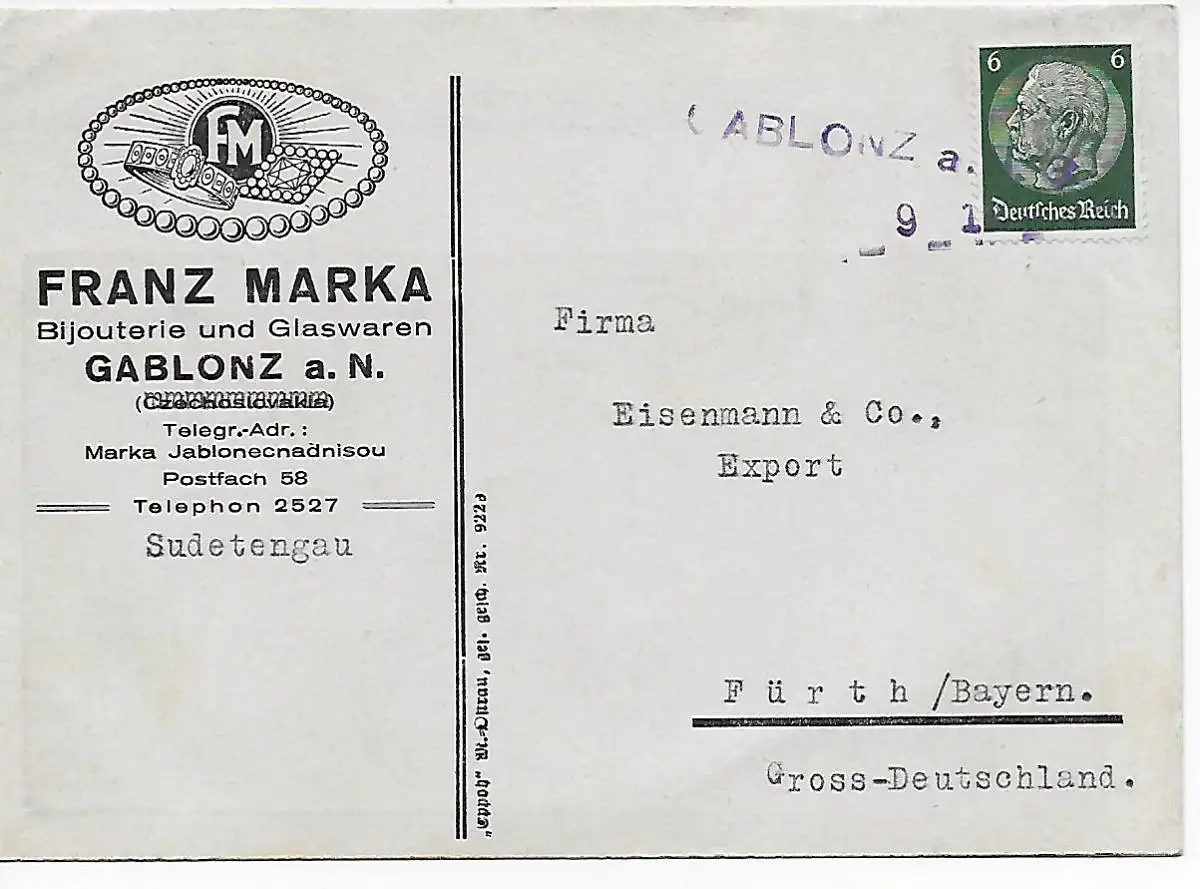 FM
FRANZ MARKA
Bijouterie und Glaswaren
GABLONZ a. N.
(Czechoslovakia)
Telegr.-Adr.:
Marka Jablonecnadnisou
Postfach 58
Telephon 2527
Sudetengau
ABLONZ a.
9 1
6 6
Deutsches Reich
Firma
Eisenmann & Co.,
Export
Fürth/Bayern.
Gross-Deutschland.